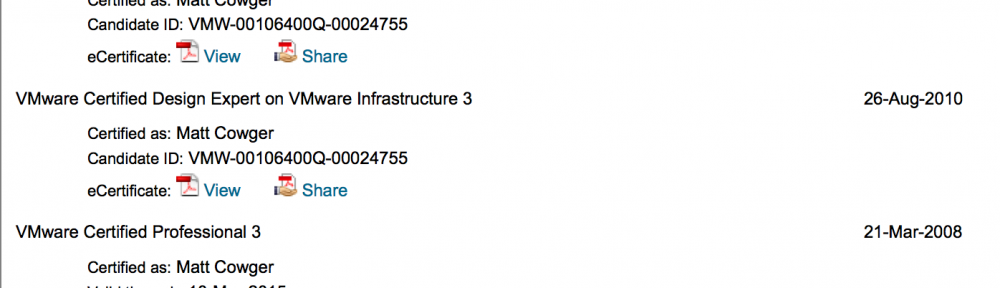 Certified as: Matt Cowger
Candidate ID: VMW-00106400Q-00024755
eCertificate: View Share
VMware Certified Design Expert on VMware Infrastructure 3 26-Aug-2010
Certified as: Matt Cowger
Candidate ID: VMW-00106400Q-00024755
eCertificate: View Share
VMware Certified Professional 3 21-Mar-2008
Certified as: Matt Cowger